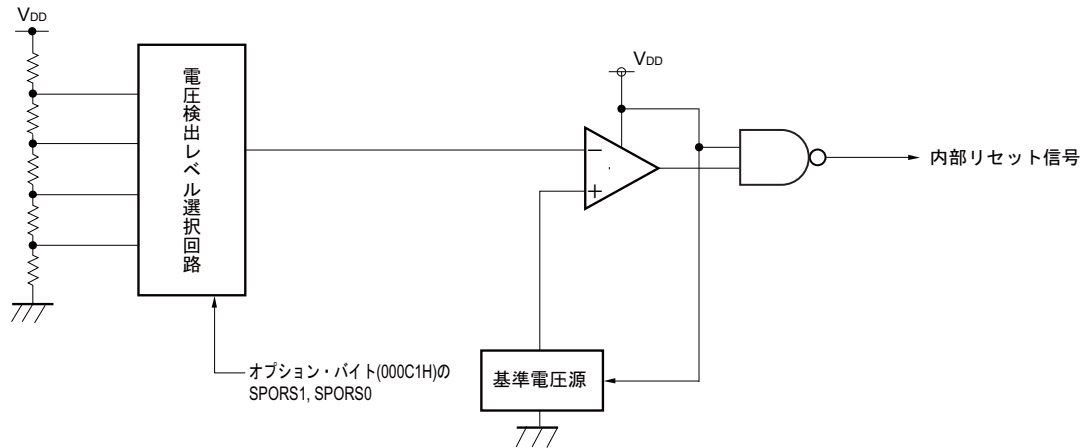 VDD
電圧検出レベル選択回路
VDD
−
+
内部リセット信号
基準電圧源
オプション・バイト(000C1H)の
SPORS1, SPORS0